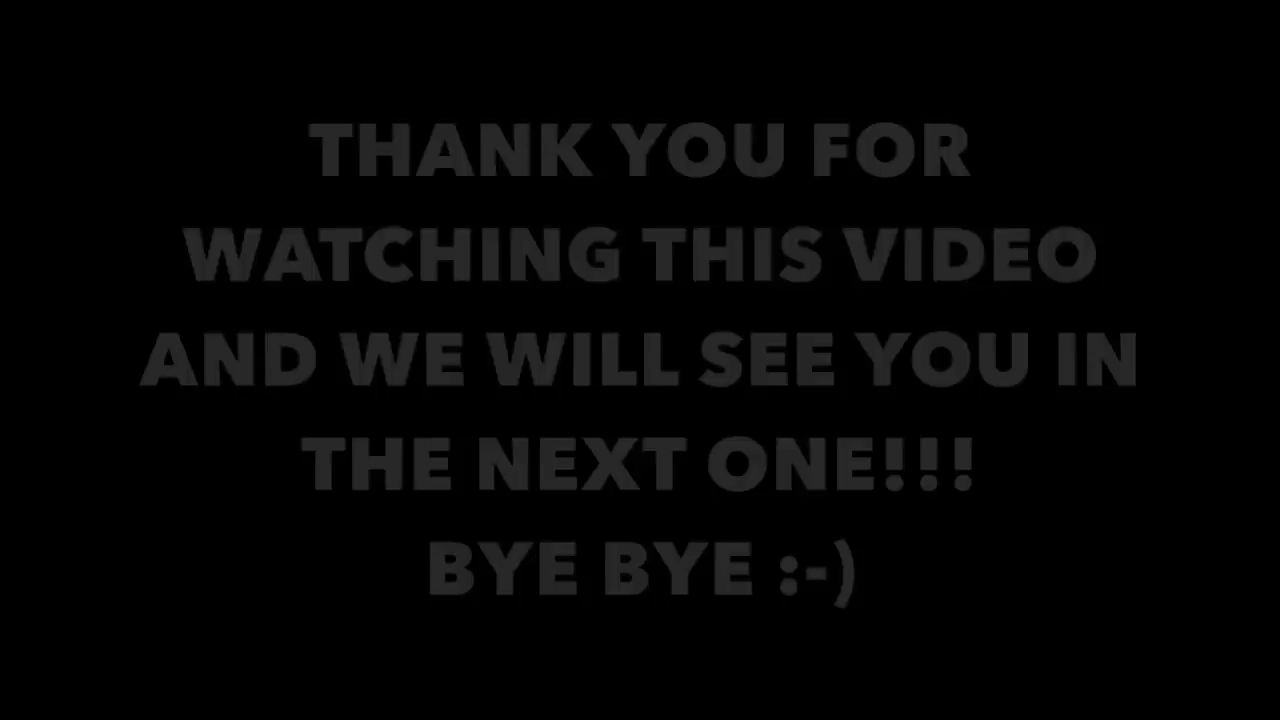 THANK YOU FOR
WATCHING THIS VIDEO
AND WE WILL SEE YOU IN
THE NEXT ONE!!!
BYE BYE :-)